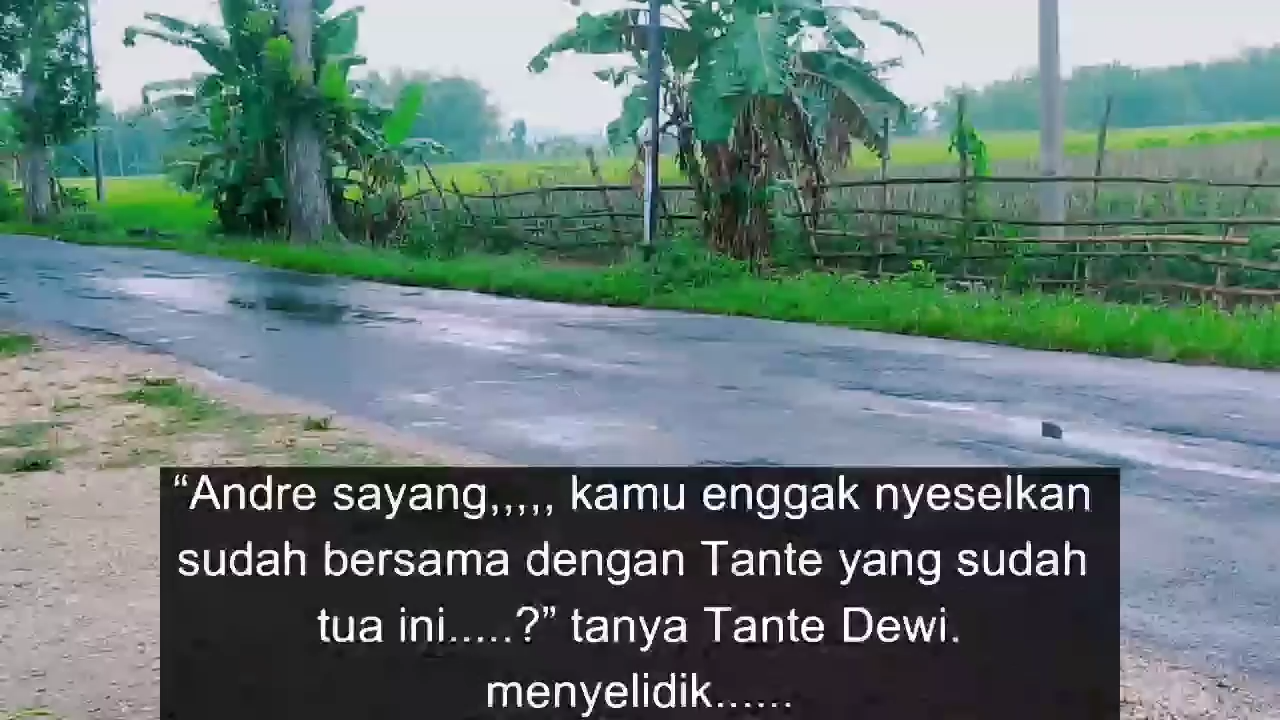 “Andre sayang,,,,, kamu enggak nyeselkan
sudah bersama dengan Tante yang sudah
tua ini.....?” tanya Tante Dewi.
menyelidik......